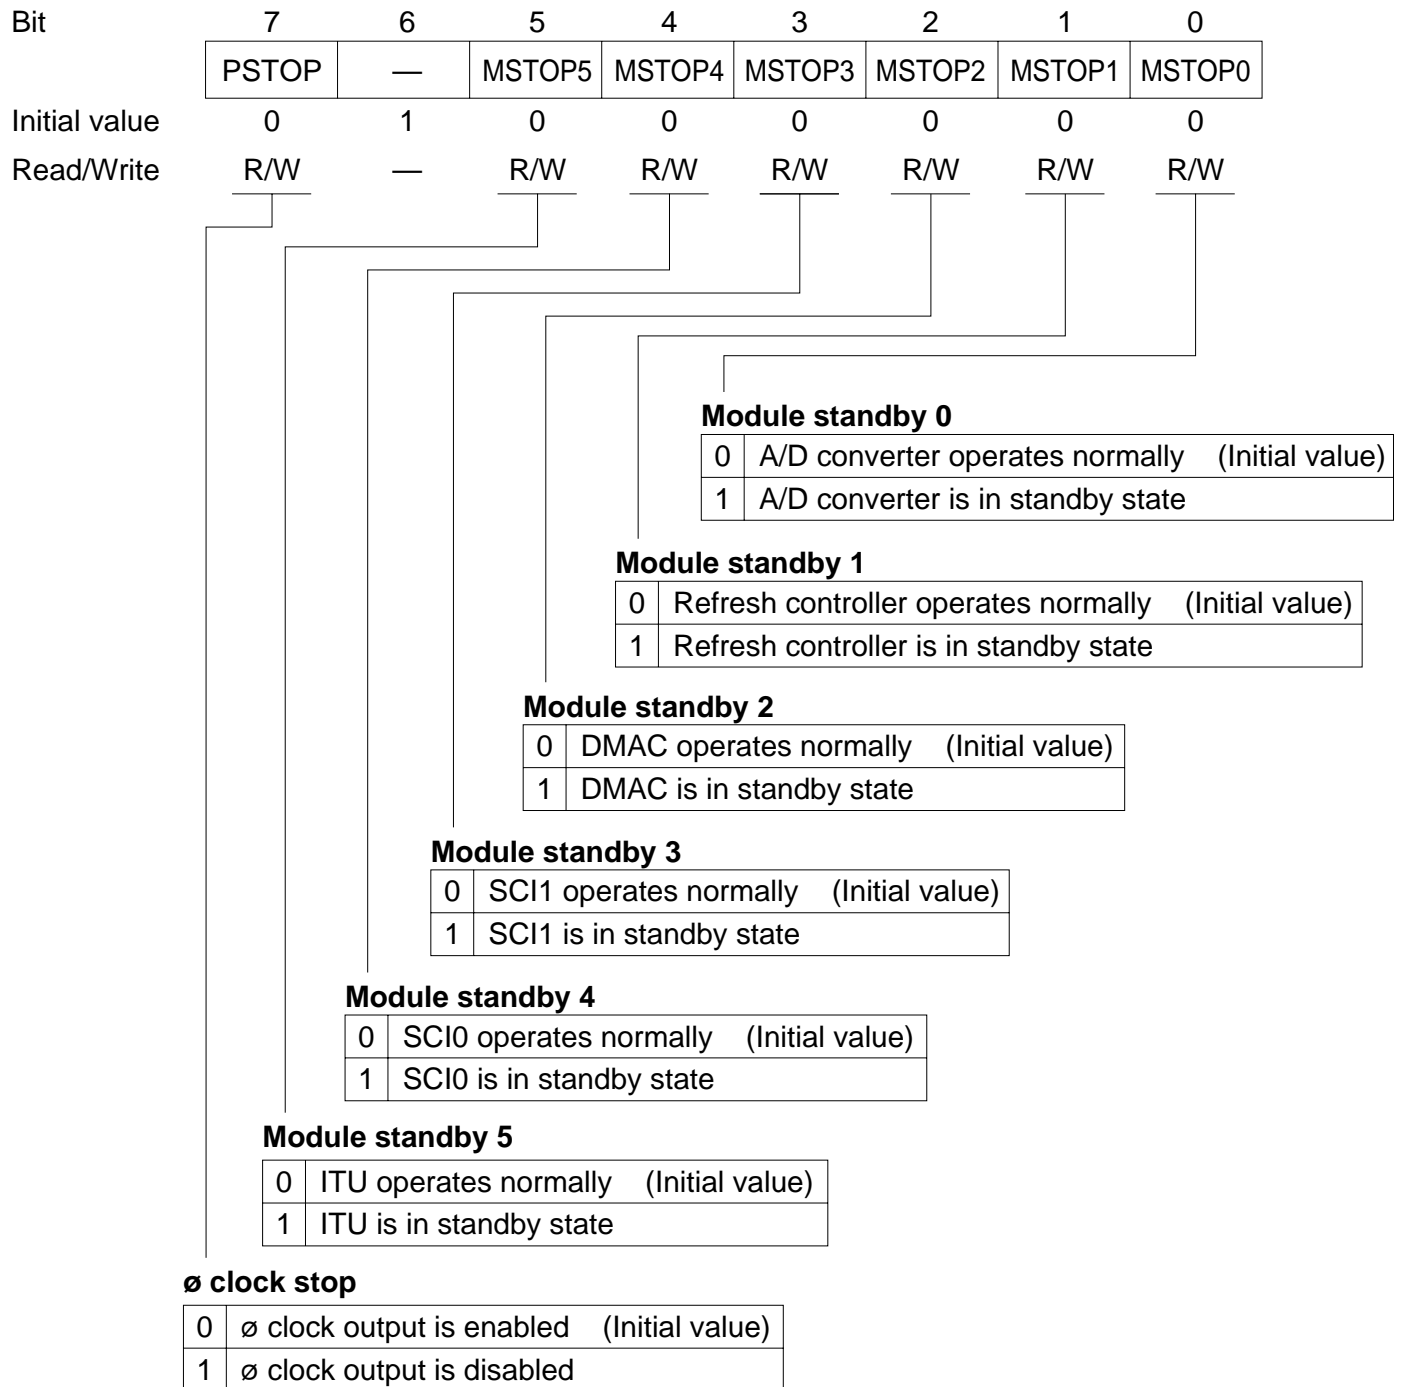 Bit 7 6 5 4 3 2 1 0
PSTOP — MSTOP5 MSTOP4 MSTOP3 MSTOP2 MSTOP1 MSTOP0
Initial value 0 1 0 0 0 0 0 0
Read/Write R/W — R/W R/W R/W R/W R/W R/W
Module standby 0
0 A/D converter operates normally (Initial value)
1 A/D converter is in standby state
Module standby 1
0 Refresh controller operates normally (Initial value)
1 Refresh controller is in standby state
Module standby 2
0 DMAC operates normally (Initial value)
1 DMAC is in standby state
Module standby 3
0 SCI1 operates normally (Initial value)
1 SCI1 is in standby state
Module standby 4
0 SCI0 operates normally (Initial value)
1 SCI0 is in standby state
Module standby 5
0 ITU operates normally (Initial value)
1 ITU is in standby state
ø clock stop
0 ø clock output is enabled (Initial value)
1 ø clock output is disabled